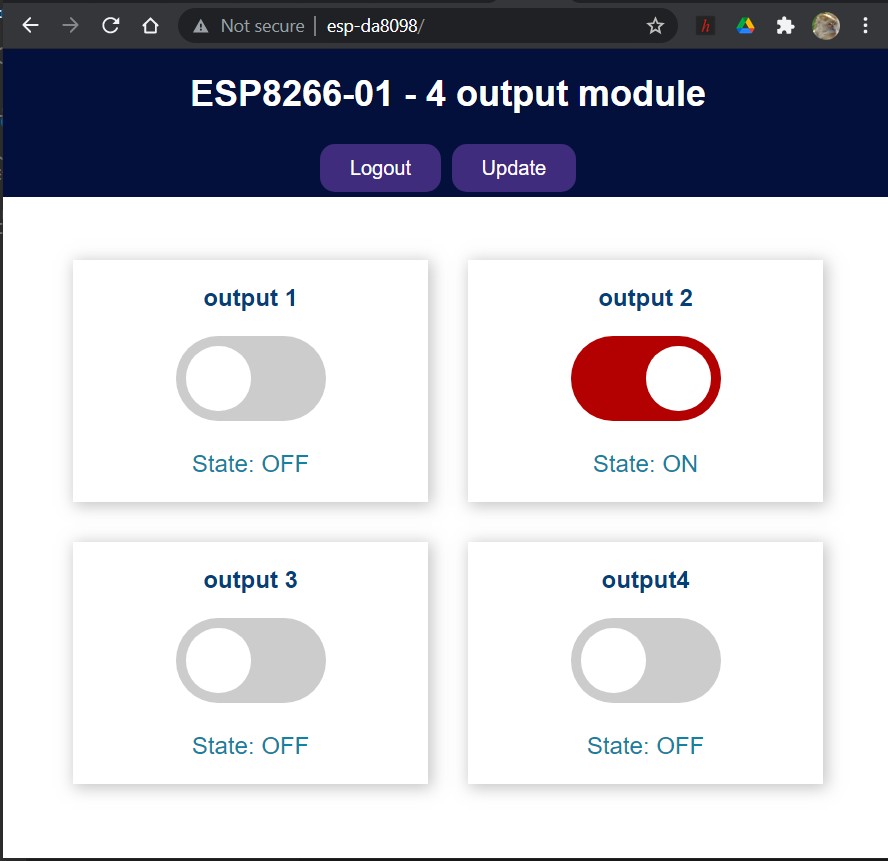 Not secure | esp-da8098/
h
ESP8266-01 - 4 output module
Logout Update
output 1 output 2
State: OFF State: ON
output 3 output4
State: OFF State: OFF